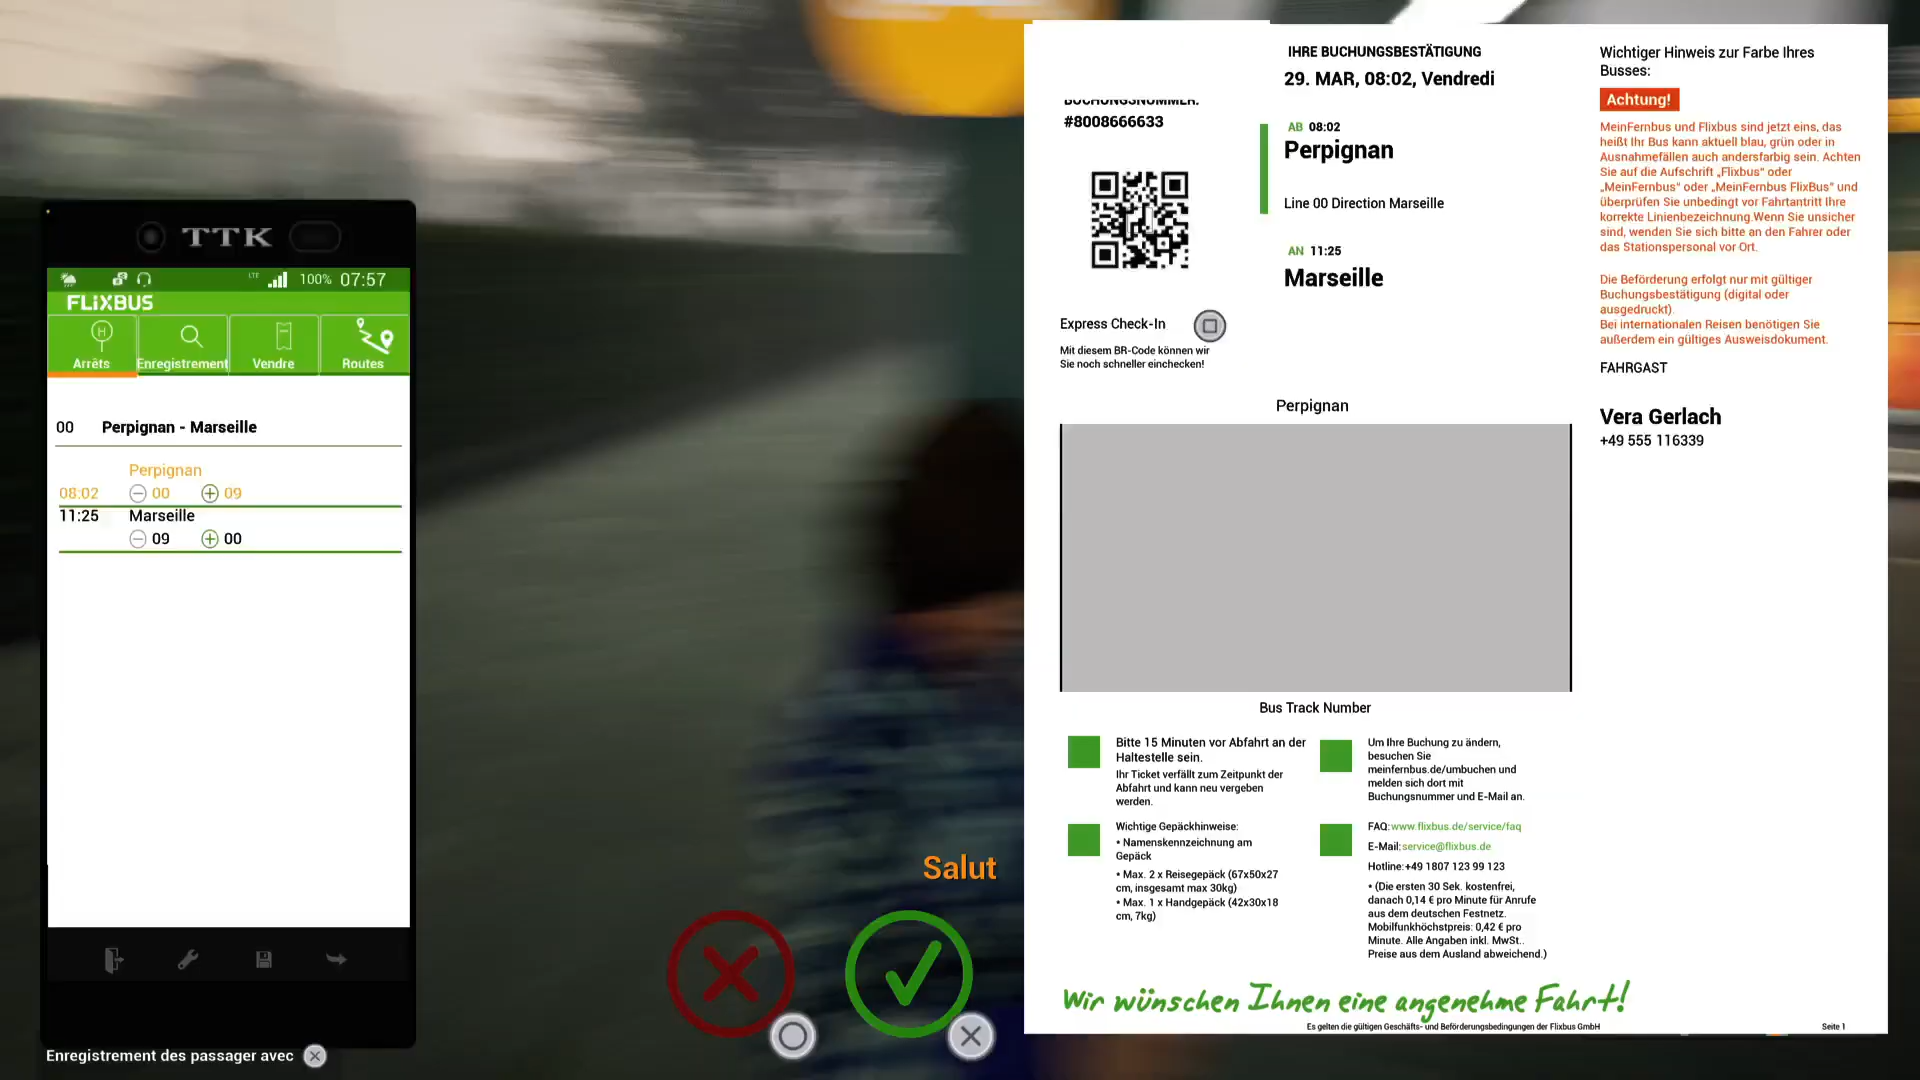 TTK
LTE 100% 07:57
FLiXBUS
H
Arrêts
Enregistrement
Vendre
Routes
00 Perpignan - Marseille
Perpignan
08:02 00 09
11:25 Marseille
09 00
Enregistrement des passager avec
Salut
BUCHUNGSNUMMER:
#8008666633
Express Check-In
Mit diesem BR-Code können wir
Sie noch schneller einchecken!
IHRE BUCHUNGSBESTÄTIGUNG
29. MAR, 08:02, Vendredi
AB 08:02
Perpignan
Line 00 Direction Marseille
AN 11:25
Marseille
Perpignan
Bus Track Number
Bitte 15 Minuten vor Abfahrt an der
Haltestelle sein.
Ihr Ticket verfällt zum Zeitpunkt der
Abfahrt und kann neu vergeben
werden.
Wichtige Gepäckhinweise:
* Namenskennzeichnung am
Gepäck
* Max. 2 x Reisegepäck (67x50x27
cm, insgesamt max 30kg)
* Max. 1 x Handgepäck (42x30x18
cm, 7kg)
Um Ihre Buchung zu ändern,
besuchen Sie
meinfernbus.de/umbuchen und
melden sich dort mit
Buchungsnummer und E-Mail an.
FAQ: www.flixbus.de/service/faq
E-Mail: service@flixbus.de
Hotline: +49 1807 123 99 123
* (Die ersten 30 Sek. kostenfrei,
danach 0,14 € pro Minute für Anrufe
aus dem deutschen Festnetz.
Mobilfunkhöchstpreis: 0,42 € pro
Minute. Alle Angaben inkl. MwSt..
Preise aus dem Ausland abweichend.)
Wichtiger Hinweis zur Farbe Ihres
Busses:
Achtung!
MeinFernbus und Flixbus sind jetzt eins, das
heißt Ihr Bus kann aktuell blau, grün oder in
Ausnahmefällen auch andersfarbig sein. Achten
Sie auf die Aufschrift „Flixbus“ oder
„MeinFernbus“ oder „MeinFernbus FlixBus“ und
überprüfen Sie unbedingt vor Fahrtantritt Ihre
korrekte Linienbezeichnung.Wenn Sie unsicher
sind, wenden Sie sich bitte an den Fahrer oder
das Stationspersonal vor Ort.
Die Beförderung erfolgt nur mit gültiger
Buchungsbestätigung (digital oder
ausgedruckt).
Bei internationalen Reisen benötigen Sie
außerdem ein gültiges Ausweisdokument.
FAHRGAST
Vera Gerlach
+49 555 116339
Wir wünschen Ihnen eine angenehme Fahrt!
Es gelten die gültigen Geschäfts- und Beförderungsbedingungen der Flixbus GmbH
Seite 1